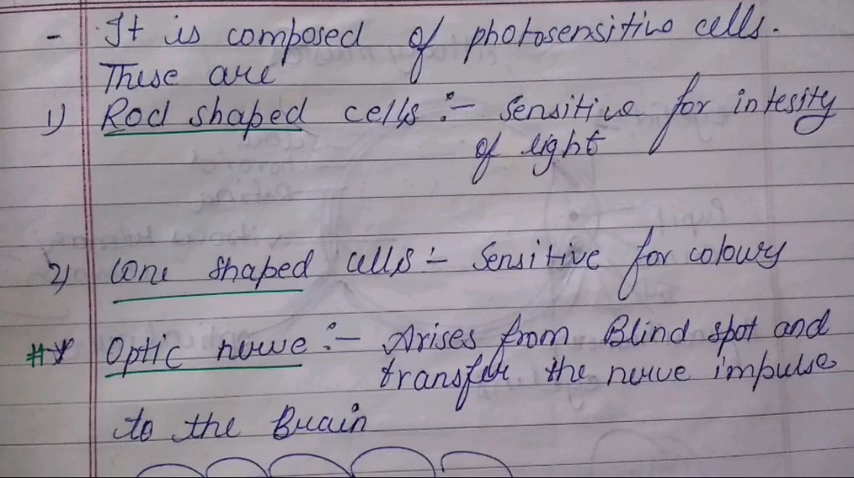 - It is composed of photosensitive cells.
These are
1) Rod shaped cells :- Sensitive for intesity
of light
2) Cone shaped cells :- Sensitive for colours
# Optic nerve :- Arises from Blind spot and
transfer the nerve impulse
to the Brain